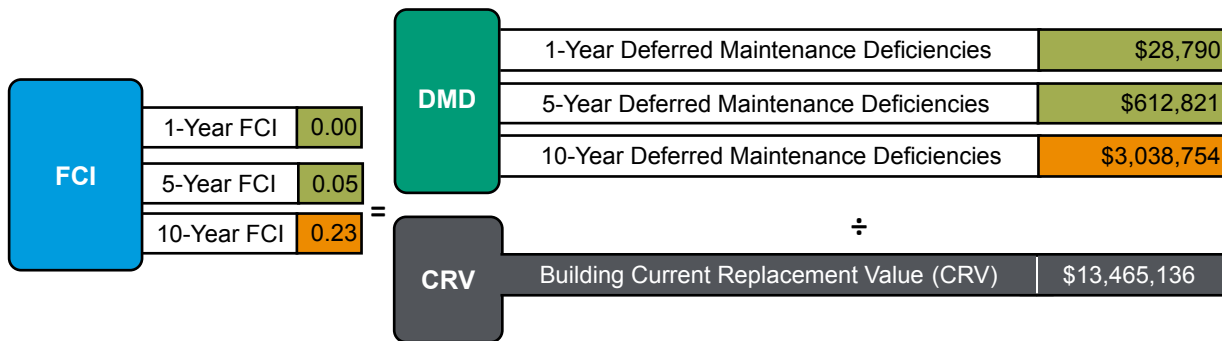 FCI
1-Year FCI 0.00
5-Year FCI 0.05
10-Year FCI 0.23
=
DMD
1-Year Deferred Maintenance Deficiencies $28,790
5-Year Deferred Maintenance Deficiencies $612,821
10-Year Deferred Maintenance Deficiencies $3,038,754
÷
CRV
Building Current Replacement Value (CRV) $13,465,136